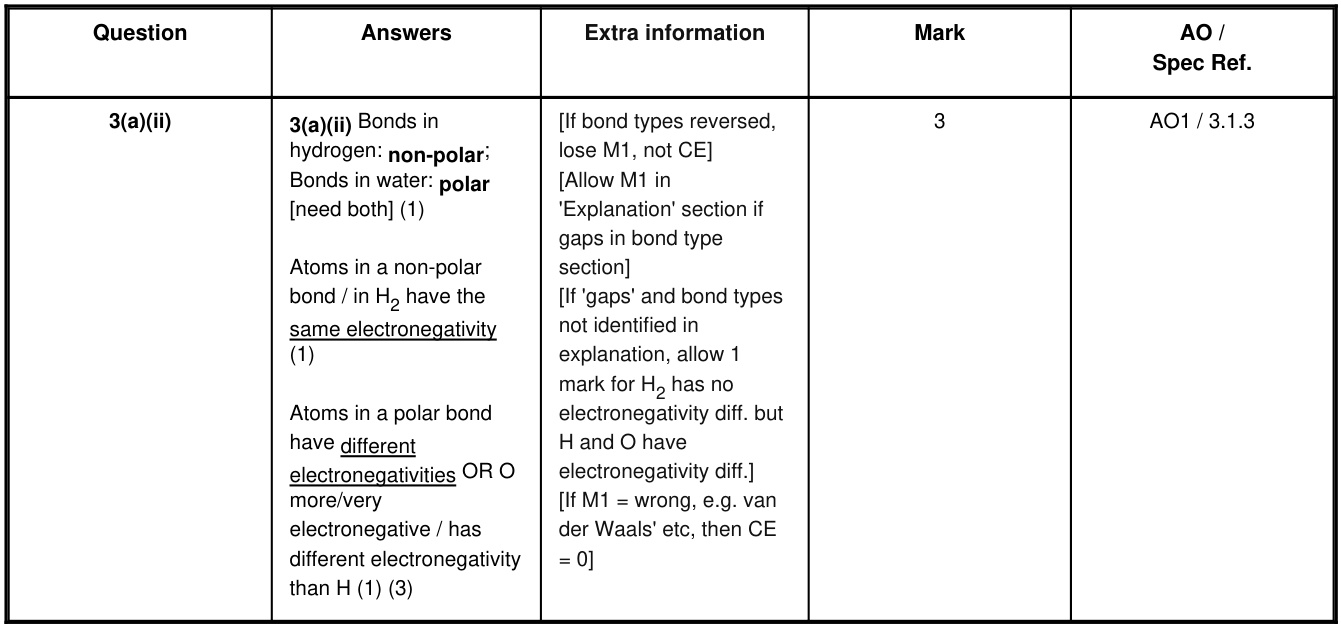 Question
Answers
Extra information
Mark
AO /
Spec Ref.
3(a)(ii)
3(a)(ii) Bonds in
hydrogen: non-polar;
Bonds in water: polar
[need both] (1)
Atoms in a non-polar
bond / in H2 have the
same electronegativity
(1)
Atoms in a polar bond
have different
electronegativities OR O
more/very
electronegative / has
different electronegativity
than H (1) (3)
[If bond types reversed,
lose M1, not CE]
[Allow M1 in
'Explanation' section if
gaps in bond type
section]
[If 'gaps' and bond types
not identified in
explanation, allow 1
mark for H2 has no
electronegativity diff. but
H and O have
electronegativity diff.]
[If M1 = wrong, e.g. van
der Waals' etc, then CE
= 0]
3
AO1 / 3.1.3